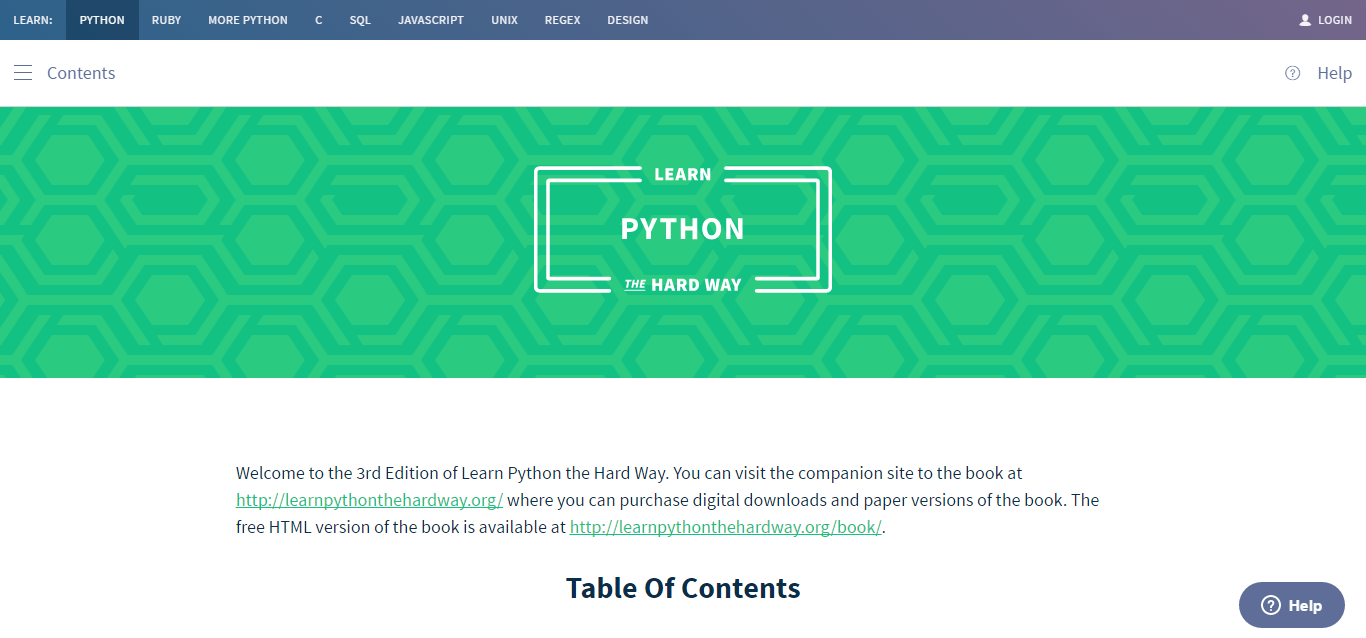 LEARN: PYTHON RUBY MORE PYTHON C SQL JAVASCRIPT UNIX REGEX DESIGN LOGIN
Contents Help
LEARN
PYTHON
THE HARD WAY
Welcome to the 3rd Edition of Learn Python the Hard Way. You can visit the companion site to the book at
http://learnpythonthehardway.org/ where you can purchase digital downloads and paper versions of the book. The
free HTML version of the book is available at http://learnpythonthehardway.org/book/.
Table Of Contents
Help